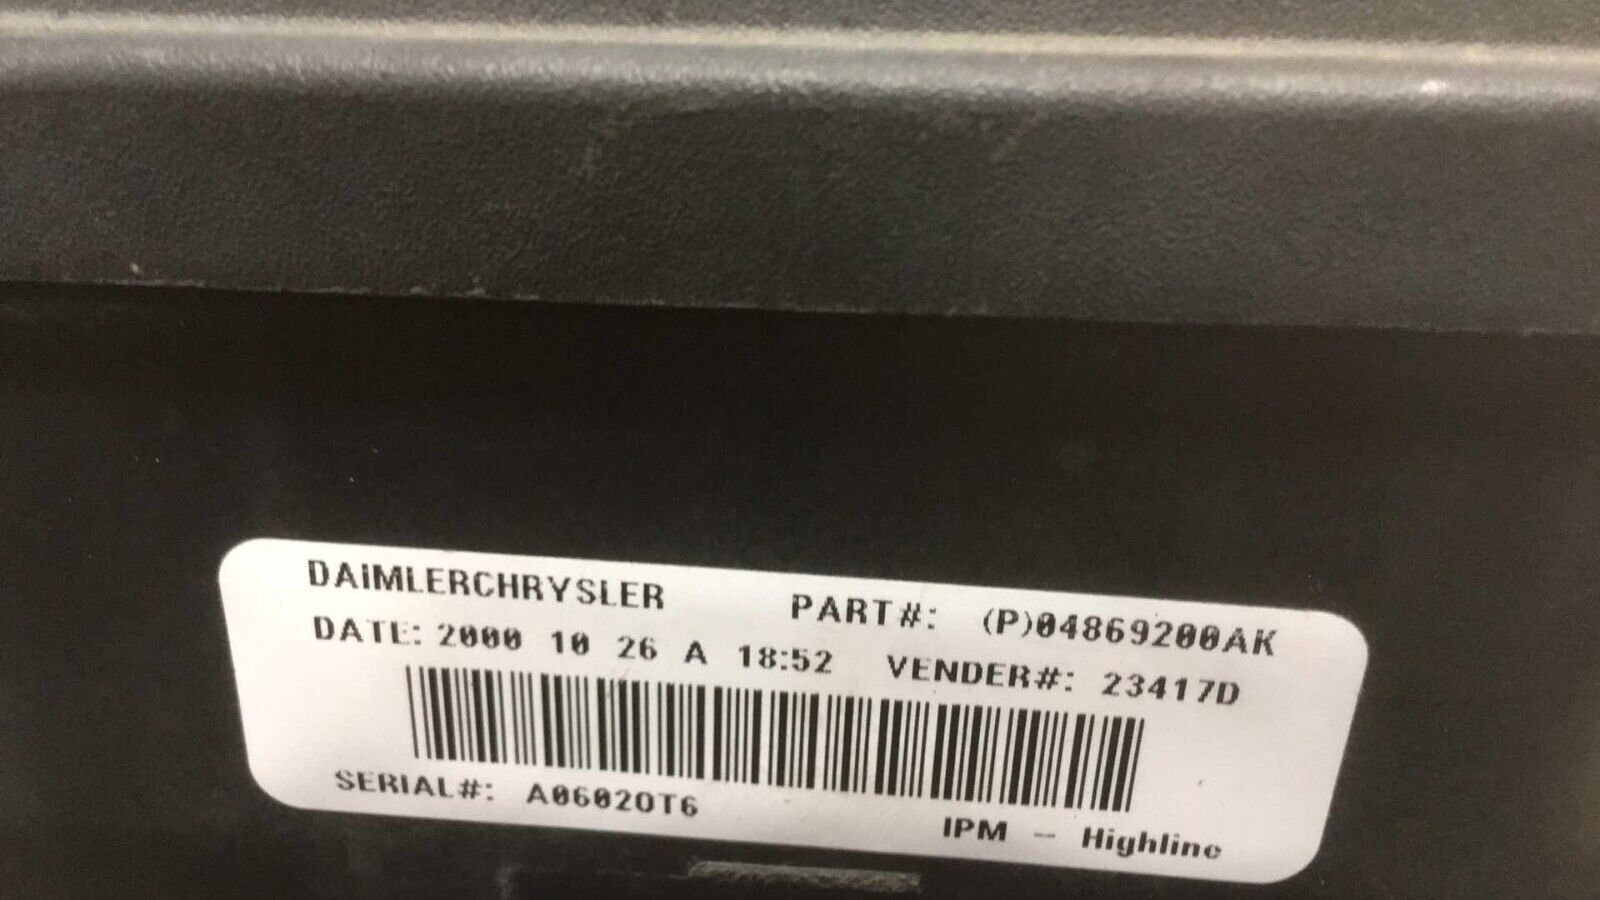 DAiMLERCHRYSLER PART#: (P)04869200AK
DATE: 2000 10 26 A 18:52 VENDER#: 23417D
SERIAL#: A06020T6
IPM - Highline